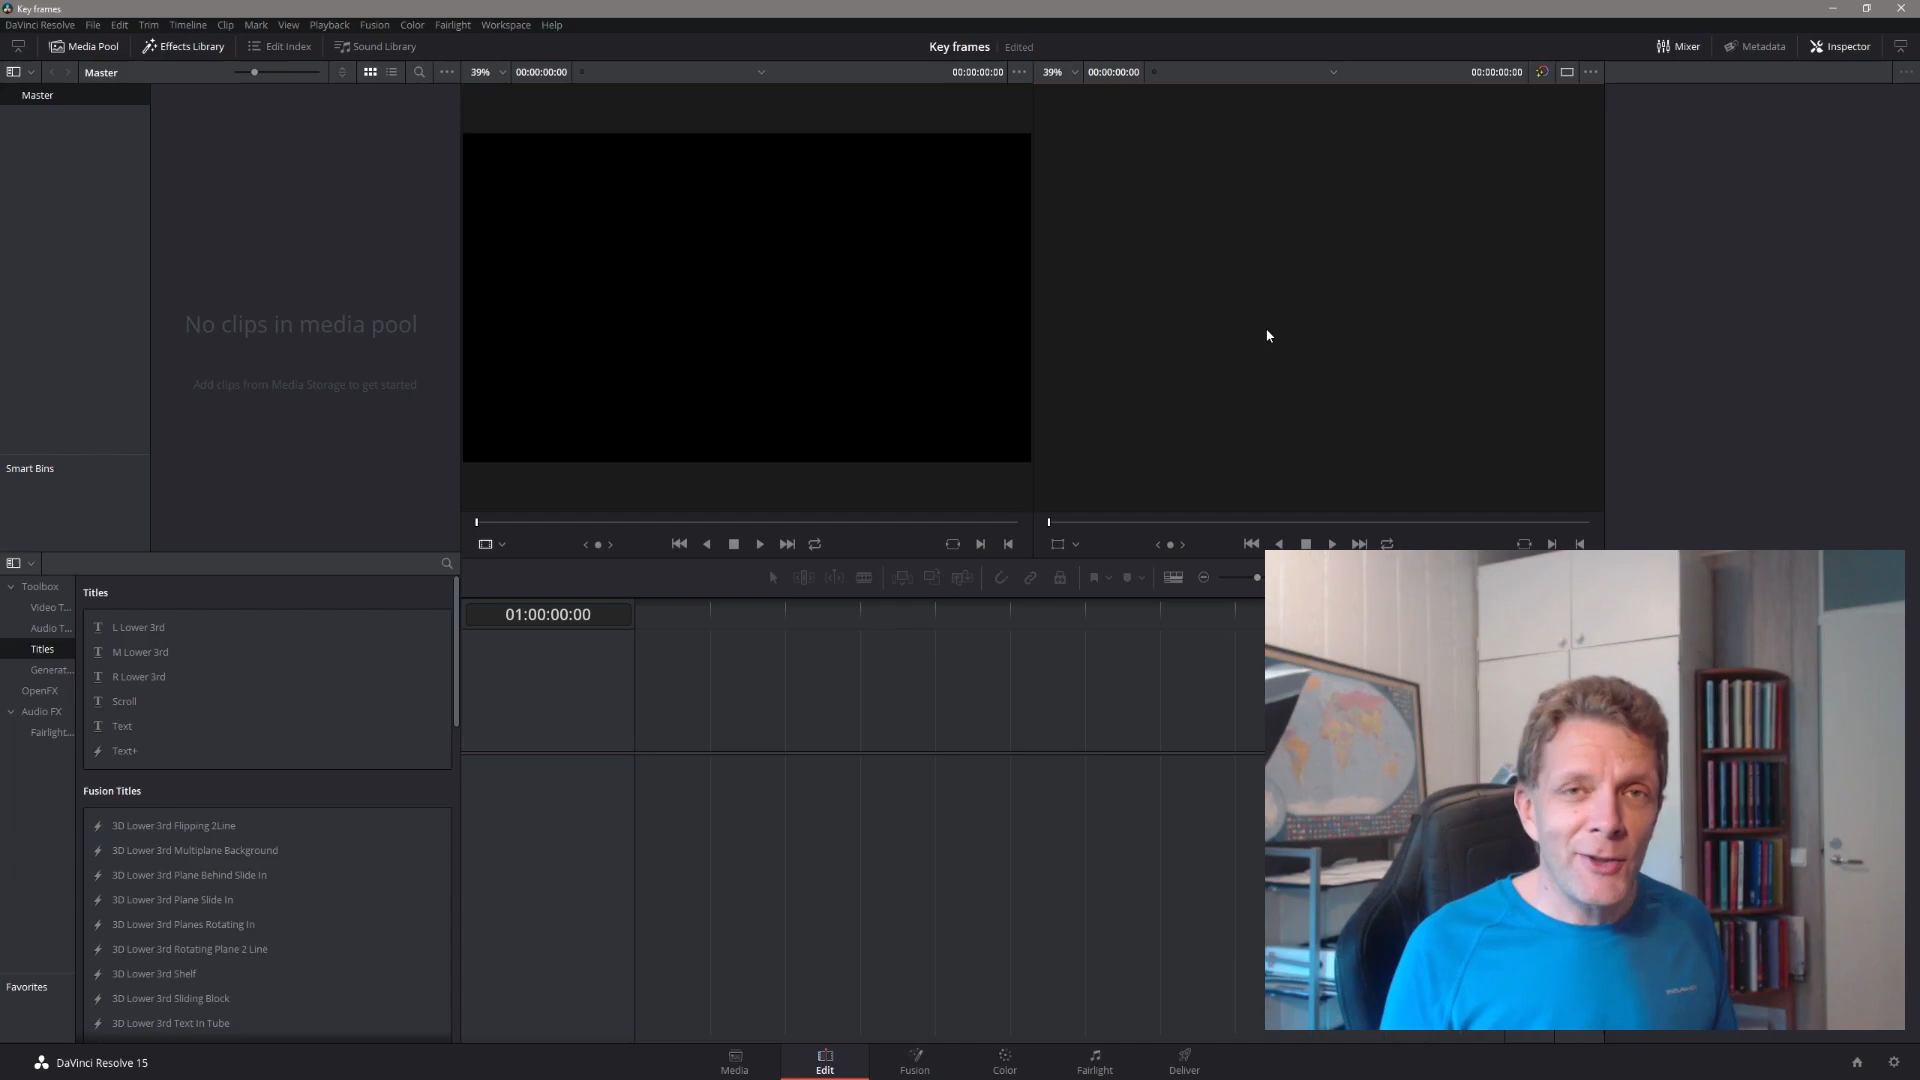 Key frames
DaVinci Resolve File Edit Trim Timeline Clip Mark View Playback Fusion Color Fairlight Workspace Help
Media Pool Effects Library Edit Index Sound Library Key frames Edited Mixer Metadata Inspector
Master 39% 00:00:00:00 00:00:00:00 39% 00:00:00:00 00:00:00:00
Master
No clips in media pool
Add clips from Media Storage to get started
Smart Bins
Toolbox
Video T...
Audio T...
Titles
Generat...
OpenFX
Audio FX
Fairlight...
Favorites
Titles
L Lower 3rd
M Lower 3rd
R Lower 3rd
Scroll
Text
Text+
Fusion Titles
3D Lower 3rd Flipping 2Line
3D Lower 3rd Multiplane Background
3D Lower 3rd Plane Behind Slide In
3D Lower 3rd Plane Slide In
3D Lower 3rd Planes Rotating In
3D Lower 3rd Rotating Plane 2 Line
3D Lower 3rd Shelf
3D Lower 3rd Sliding Block
3D Lower 3rd Text In Tube
01:00:00:00
DaVinci Resolve 15
Media Edit Fusion Color Fairlight Deliver